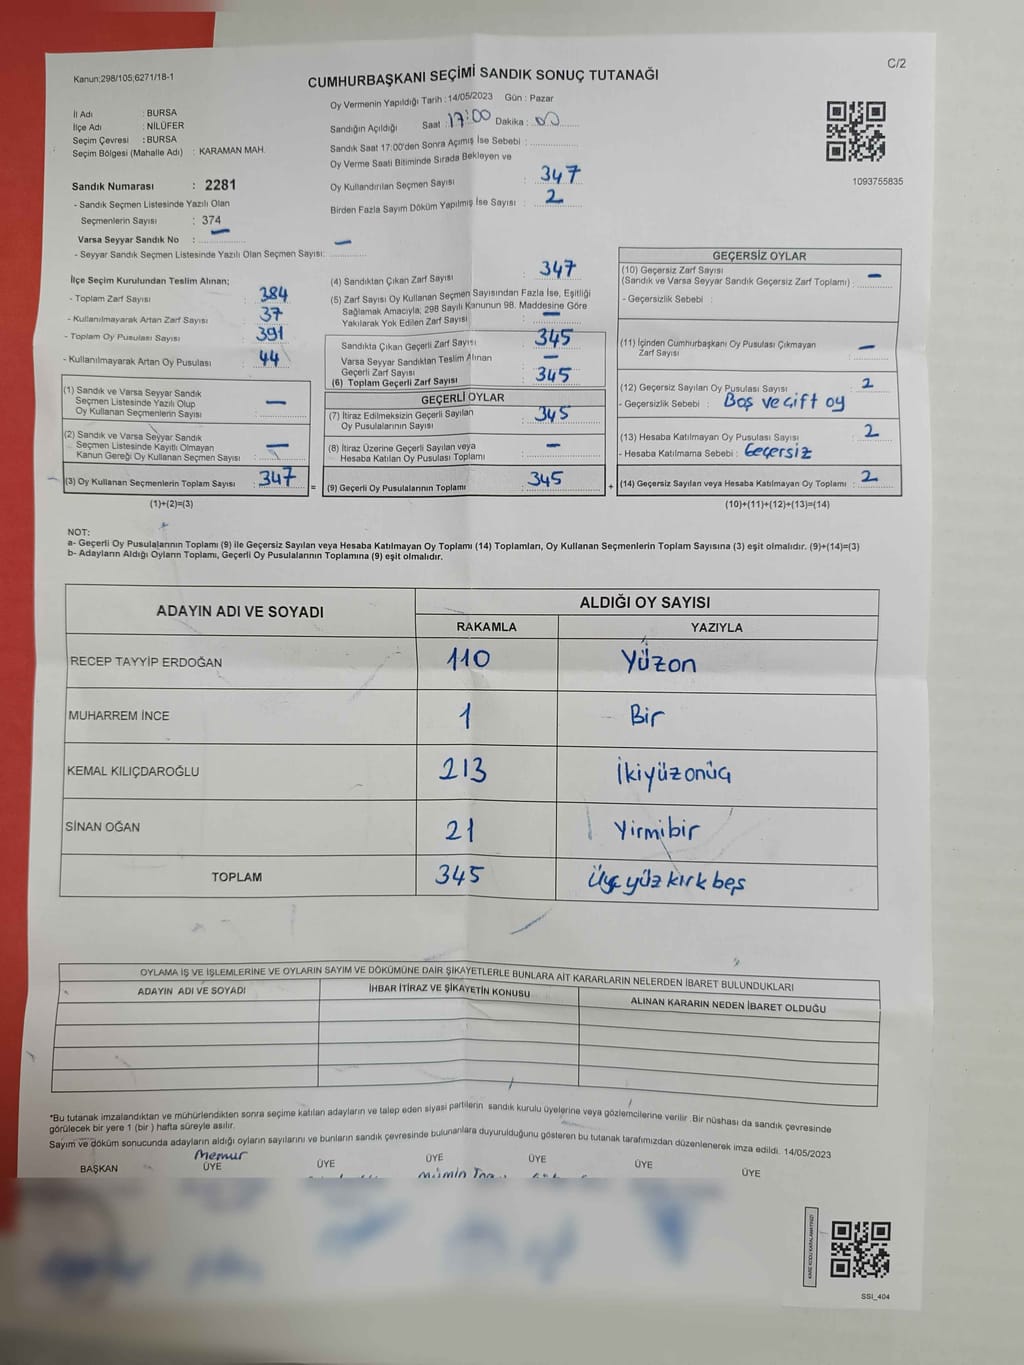 Kanun;298/105;6271/18-1
C/2
CUMHURBAŞKANI SEÇİMİ SANDIK SONUÇ TUTANAĞI
İl Adı : BURSA
İlçe Adı : NİLÜFER
Seçim Çevresi : BURSA
Seçim Bölgesi (Mahalle Adı) : KARAMAN MAH.
Oy Vermenin Yapıldığı Tarih : 14/05/2023 Gün : Pazar
Sandığın Açıldığı Saat : 17:00 Dakika : 00
Sandık Saat 17:00'den Sonra Açımış İse Sebebi :
Oy Verme Saati Bitiminde Sırada Bekleyen ve
Oy Kullandırılan Seçmen Sayısı : 347
Birden Fazla Sayım Döküm Yapılmış İse Sayısı : 2
1093755835
Sandık Numarası : 2281
- Sandık Seçmen Listesinde Yazılı Olan
Seçmenlerin Sayısı : 374
Varsa Seyyar Sandık No : —
- Seyyar Sandık Seçmen Listesinde Yazılı Olan Seçmen Sayısı: —
İlçe Seçim Kurulundan Teslim Alınan;
- Toplam Zarf Sayısı : 384
- Kullanılmayarak Artan Zarf Sayısı : 37
- Toplam Oy Pusulası Sayısı : 391
- Kullanılmayarak Artan Oy Pusulası : 44
(1) Sandık ve Varsa Seyyar Sandık
Seçmen Listesinde Yazılı Olup
Oy Kullanan Seçmenlerin Sayısı : —
(2) Sandık ve Varsa Seyyar Sandık
Seçmen Listesinde Kayıtlı Olmayan
Kanun Gereği Oy Kullanan Seçmen Sayısı : —
(3) Oy Kullanan Seçmenlerin Toplam Sayısı : 347
(1)+(2)=(3)
(4) Sandıktan Çıkan Zarf Sayısı : 347
(5) Zarf Sayısı Oy Kullanan Seçmen Sayısından Fazla İse, Eşitliği
Sağlamak Amacıyla; 298 Sayılı Kanunun 98. Maddesine Göre
Yakılarak Yok Edilen Zarf Sayısı : —
Sandıkta Çıkan Geçerli Zarf Sayısı : 345
Varsa Seyyar Sandıktan Teslim Alınan
Geçerli Zarf Sayısı : —
(6) Toplam Geçerli Zarf Sayısı : 345
GEÇERLİ OYLAR
(7) İtiraz Edilmeksizin Geçerli Sayılan
Oy Pusulalarının Sayısı : 345
(8) İtiraz Üzerine Geçerli Sayılan veya
Hesaba Katılan Oy Pusulası Toplamı : —
= (9) Geçerli Oy Pusulalarının Toplamı : 345 +
GEÇERSİZ OYLAR
(10) Geçersiz Zarf Sayısı
(Sandık ve Varsa Seyyar Sandık Geçersiz Zarf Toplamı) : —
- Geçersizlik Sebebi :
(11) İçinden Cumhurbaşkanı Oy Pusulası Çıkmayan
Zarf Sayısı : —
(12) Geçersiz Sayılan Oy Pusulası Sayısı : 2
- Geçersizlik Sebebi : Boş ve çift oy
(13) Hesaba Katılmayan Oy Pusulası Sayısı : 2
- Hesaba Katılmama Sebebi : Geçersiz
(14) Geçersiz Sayılan veya Hesaba Katılmayan Oy Toplamı : 2
(10)+(11)+(12)+(13)=(14)
NOT:
a- Geçerli Oy Pusulalarının Toplamı (9) ile Geçersiz Sayılan veya Hesaba Katılmayan Oy Toplamı (14) Toplamları, Oy Kullanan Seçmenlerin Toplam Sayısına (3) eşit olmalıdır. (9)+(14)=(3)
b- Adayların Aldığı Oyların Toplamı, Geçerli Oy Pusulalarının Toplamına (9) eşit olmalıdır.
ADAYIN ADI VE SOYADI ALDIĞI OY SAYISI
RAKAMLA YAZIYLA
RECEP TAYYİP ERDOĞAN 110 Yüzon
MUHARREM İNCE 1 Bir
KEMAL KILIÇDAROĞLU 213 İkiyüzonüç
SİNAN OĞAN 21 Yirmibir
TOPLAM 345 Üç yüz kırk beş
OYLAMA İŞ VE İŞLEMLERİNE VE OYLARIN SAYIM VE DÖKÜMÜNE DAİR ŞİKAYETLERLE BUNLARA AİT KARARLARIN NELERDEN İBARET BULUNDUKLARI
ADAYIN ADI VE SOYADI İHBAR İTİRAZ VE ŞİKAYETİN KONUSU ALINAN KARARIN NEDEN İBARET OLDUĞU
*Bu tutanak imzalandıktan ve mühürlendikten sonra seçime katılan adayların ve talep eden siyasi partilerin sandık kurulu üyelerine veya gözlemcilerine verilir .Bir nüshası da sandık çevresinde
görülecek bir yere 1 (bir ) hafta süreyle asılır.
Sayım ve döküm sonucunda adayların aldığı oyların sayılarını ve bunların sandık çevresinde bulunanlara duyurulduğunu gösteren bu tutanak tarafımızdan düzenlenerek imza edildi. 14/05/2023
Memur
BAŞKAN ÜYE ÜYE ÜYE ÜYE ÜYE ÜYE
SSI_404